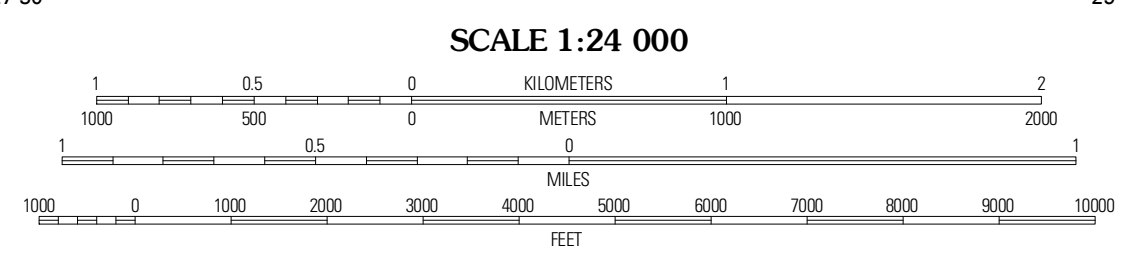 SCALE 1:24 000
1 0.5 0 KILOMETERS 1 2
1000 500 0 METERS 1000 2000
1 0.5 0 1
MILES
1000 0 1000 2000 3000 4000 5000 6000 7000 8000 9000 10000
FEET